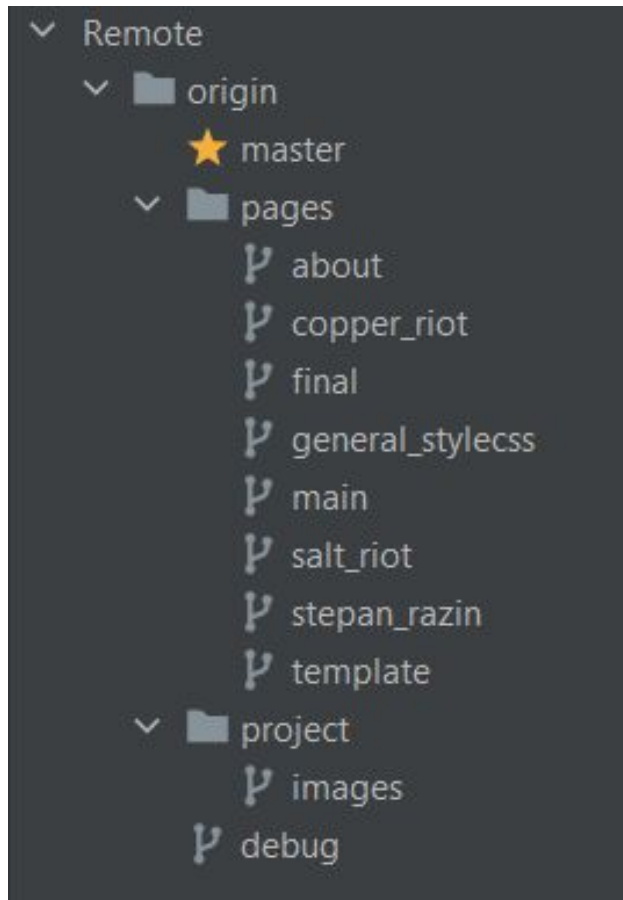 Remote
origin
master
pages
about
copper_riot
final
general_stylecss
main
salt_riot
stepan_razin
template
project
images
debug